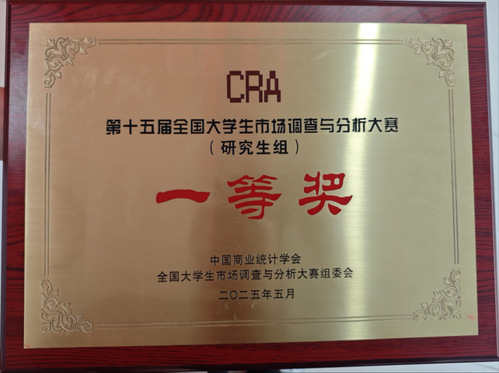 CRA
第十五届全国大学生市场调查与分析大赛
（研究生组）
一等奖
中国商业统计学会
全国大学生市场调查与分析大赛组委会
二〇二五年五月